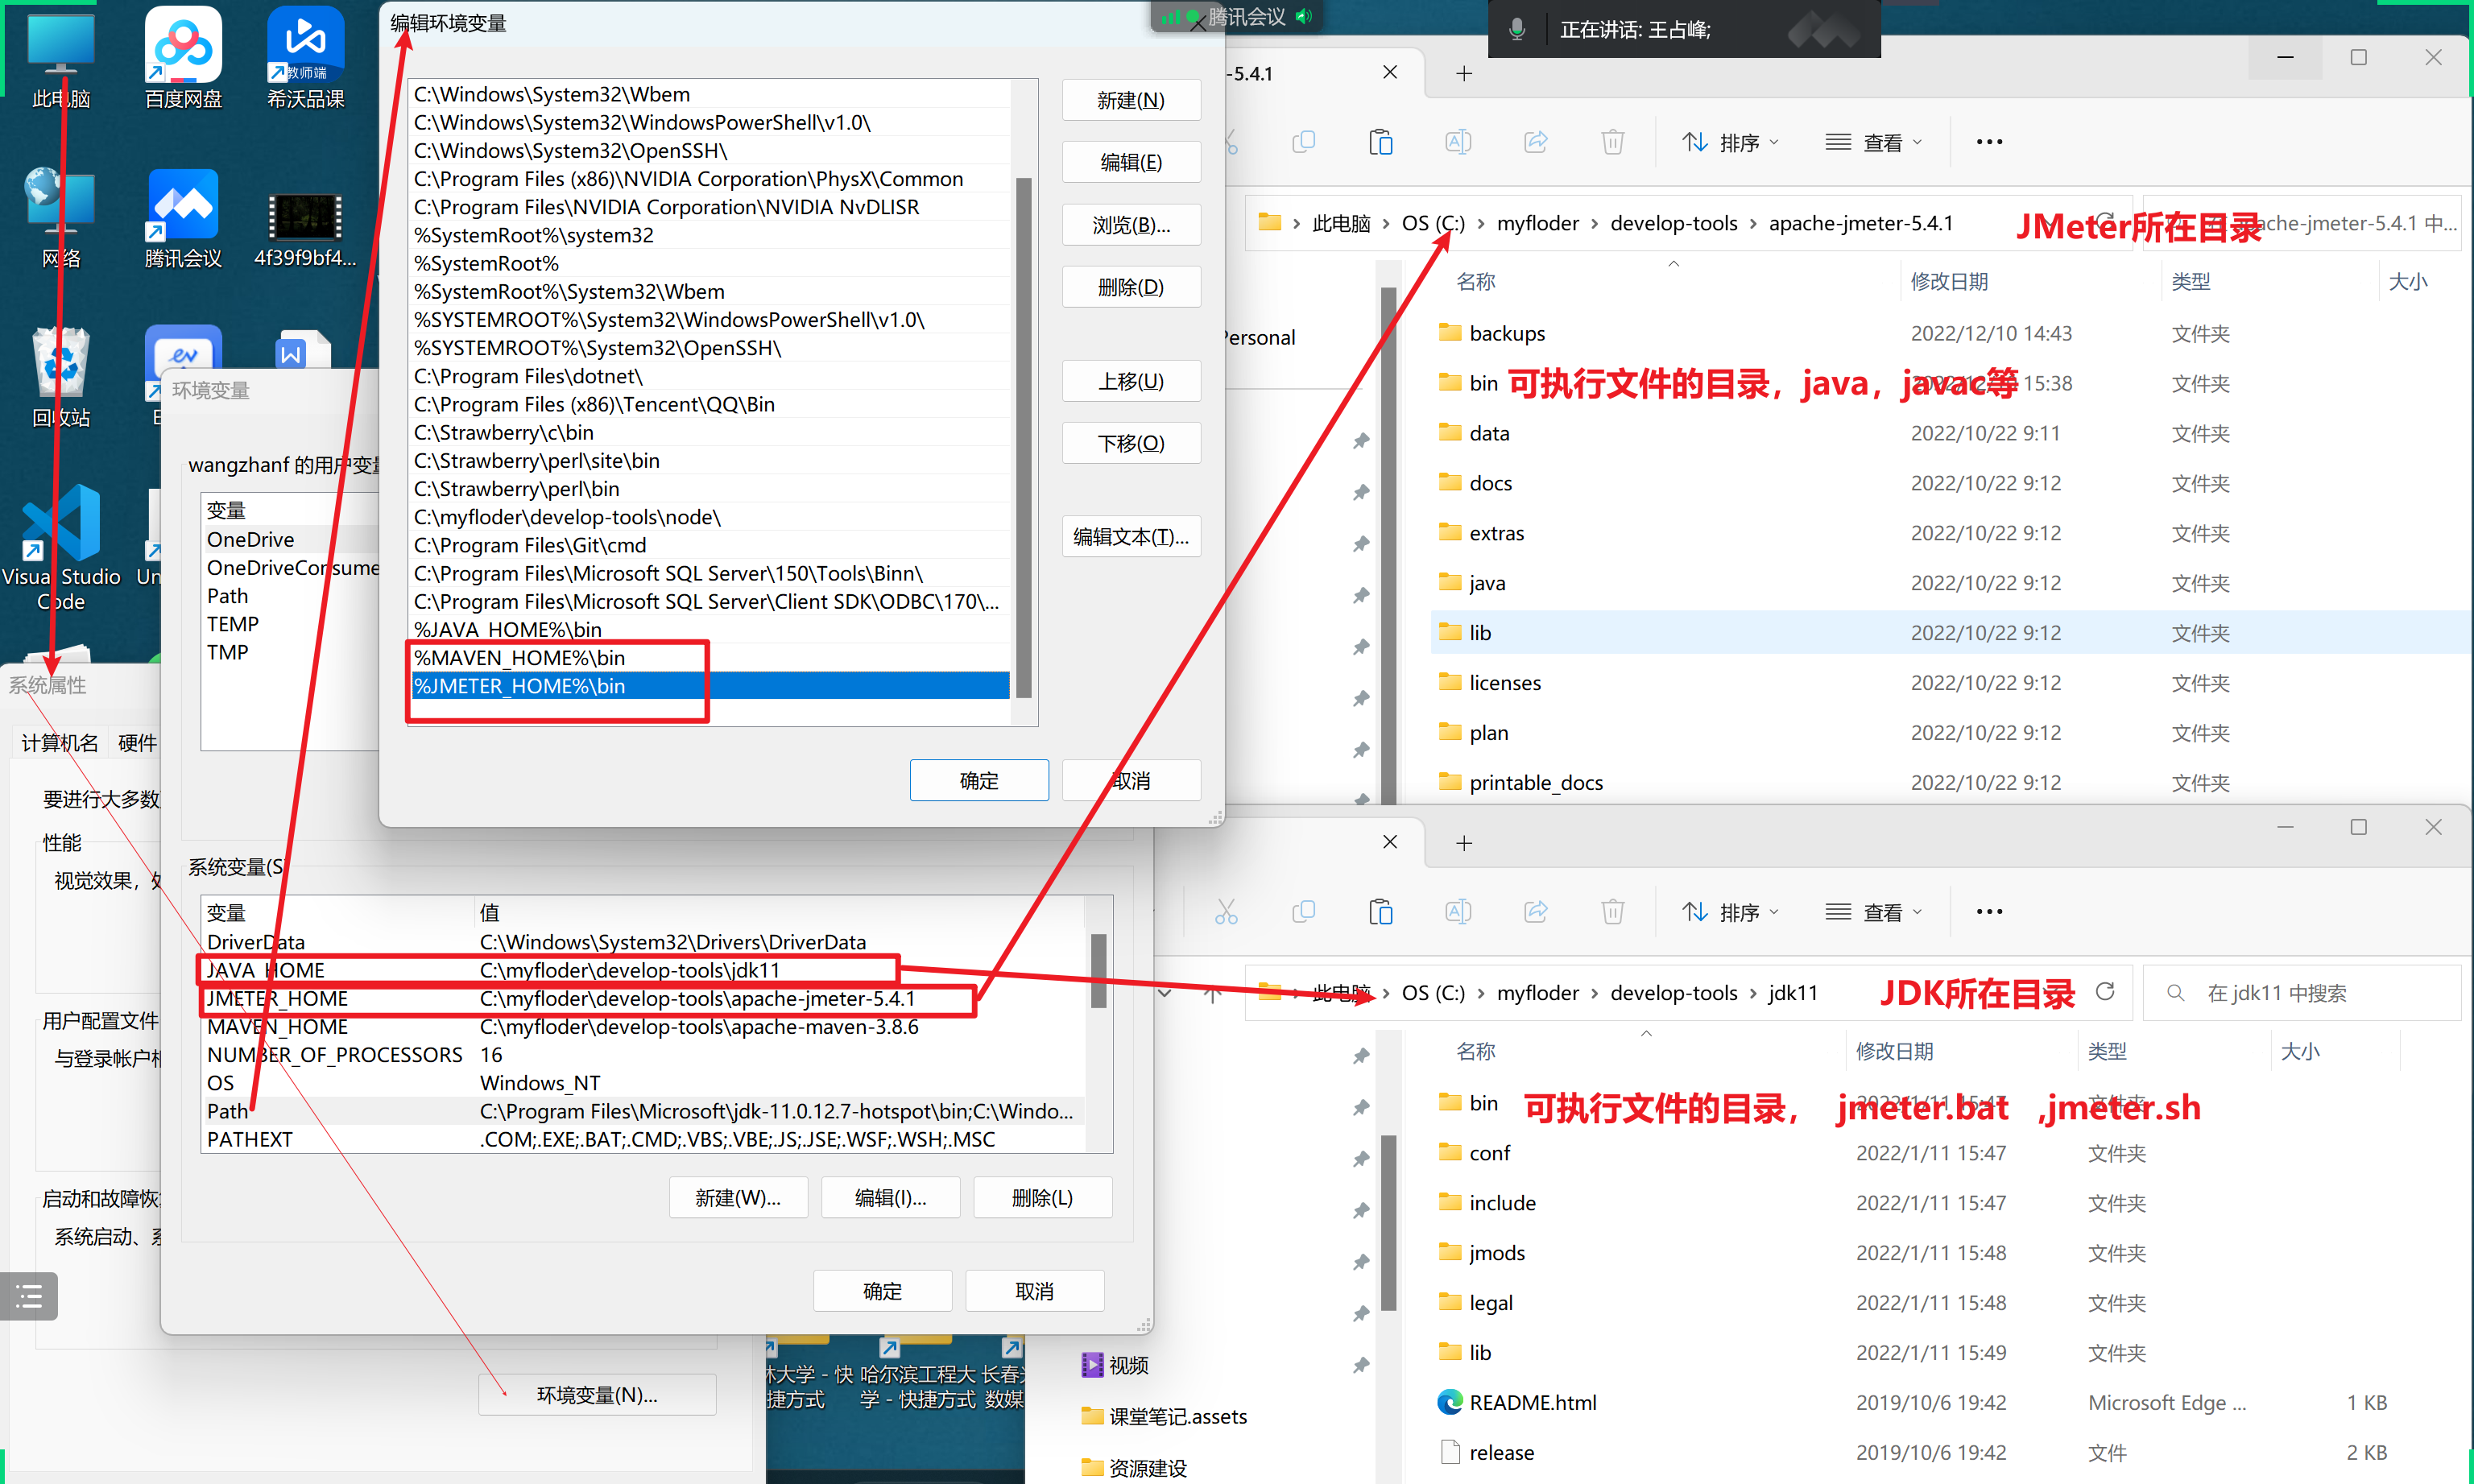 此电脑
百度网盘
教师端
希沃品课
网络
腾讯会议
4f39f9bf4...
回收站
Visual Studio
Code
编辑环境变量
C:\Windows\System32\Wbem
C:\Windows\System32\WindowsPowerShell\v1.0\
C:\Windows\System32\OpenSSH\
C:\Program Files (x86)\NVIDIA Corporation\PhysX\Common
C:\Program Files\NVIDIA Corporation\NVIDIA NvDLISR
%SystemRoot%\system32
%SystemRoot%
%SystemRoot%\System32\Wbem
%SYSTEMROOT%\System32\WindowsPowerShell\v1.0\
%SYSTEMROOT%\System32\OpenSSH\
C:\Program Files\dotnet\
C:\Program Files (x86)\Tencent\QQ\Bin
C:\Strawberry\c\bin
C:\Strawberry\perl\site\bin
C:\Strawberry\perl\bin
C:\myfloder\develop-tools\node\
C:\Program Files\Git\cmd
C:\Program Files\Microsoft SQL Server\150\Tools\Binn\
C:\Program Files\Microsoft SQL Server\Client SDK\ODBC\170\...
%JAVA_HOME%\bin
%MAVEN_HOME%\bin
%JMETER_HOME%\bin
新建(N)
编辑(E)
浏览(B)...
删除(D)
上移(U)
下移(O)
编辑文本(T)...
确定
取消
腾讯会议
正在讲话: 王占峰;
环境变量
wangzhanf 的用户变量
变量
OneDrive
OneDriveConsume
Path
TEMP
TMP
系统变量(S)
变量 值
DriverData C:\Windows\System32\Drivers\DriverData
JAVA_HOME C:\myfloder\develop-tools\jdk11
JMETER_HOME C:\myfloder\develop-tools\apache-jmeter-5.4.1
MAVEN_HOME C:\myfloder\develop-tools\apache-maven-3.8.6
NUMBER_OF_PROCESSORS 16
OS Windows_NT
Path C:\Program Files\Microsoft\jdk-11.0.12.7-hotspot\bin;C:\Windo...
PATHEXT .COM;.EXE;.BAT;.CMD;.VBS;.VBE;.JS;.JSE;.WSF;.WSH;.MSC
新建(W)...
编辑(I)...
删除(L)
确定
取消
系统属性
计算机名 硬件
要进行大多数
性能
视觉效果，
用户配置文件
与登录帐户相
启动和故障恢
系统启动、系
环境变量(N)...
林大学 - 快
捷方式
哈尔滨工程大
学 - 快捷方式
数媒
-5.4.1
排序
查看
此电脑 > OS (C:) > myfloder > develop-tools > apache-jmeter-5.4.1
JMeter所在目录
apache-jmeter-5.4.1 中...
Personal
名称 修改日期 类型 大小
backups 2022/12/10 14:43 文件夹
bin 15:38 文件夹
可执行文件的目录，java，javac等
data 2022/10/22 9:11 文件夹
docs 2022/10/22 9:12 文件夹
extras 2022/10/22 9:12 文件夹
java 2022/10/22 9:12 文件夹
lib 2022/10/22 9:12 文件夹
licenses 2022/10/22 9:12 文件夹
plan 2022/10/22 9:12 文件夹
printable_docs 2022/10/22 9:12 文件夹
排序
查看
此电脑 > OS (C:) > myfloder > develop-tools > jdk11
JDK所在目录
在 jdk11 中搜索
名称 修改日期 类型 大小
bin 2022/1/11 15:47 文件夹
可执行文件的目录， jmeter.bat ,jmeter.sh
conf 2022/1/11 15:47 文件夹
include 2022/1/11 15:47 文件夹
jmods 2022/1/11 15:48 文件夹
legal 2022/1/11 15:48 文件夹
lib 2022/1/11 15:49 文件夹
README.html 2019/10/6 19:42 Microsoft Edge ... 1 KB
release 2019/10/6 19:42 文件 2 KB
视频
课堂笔记.assets
资源建设